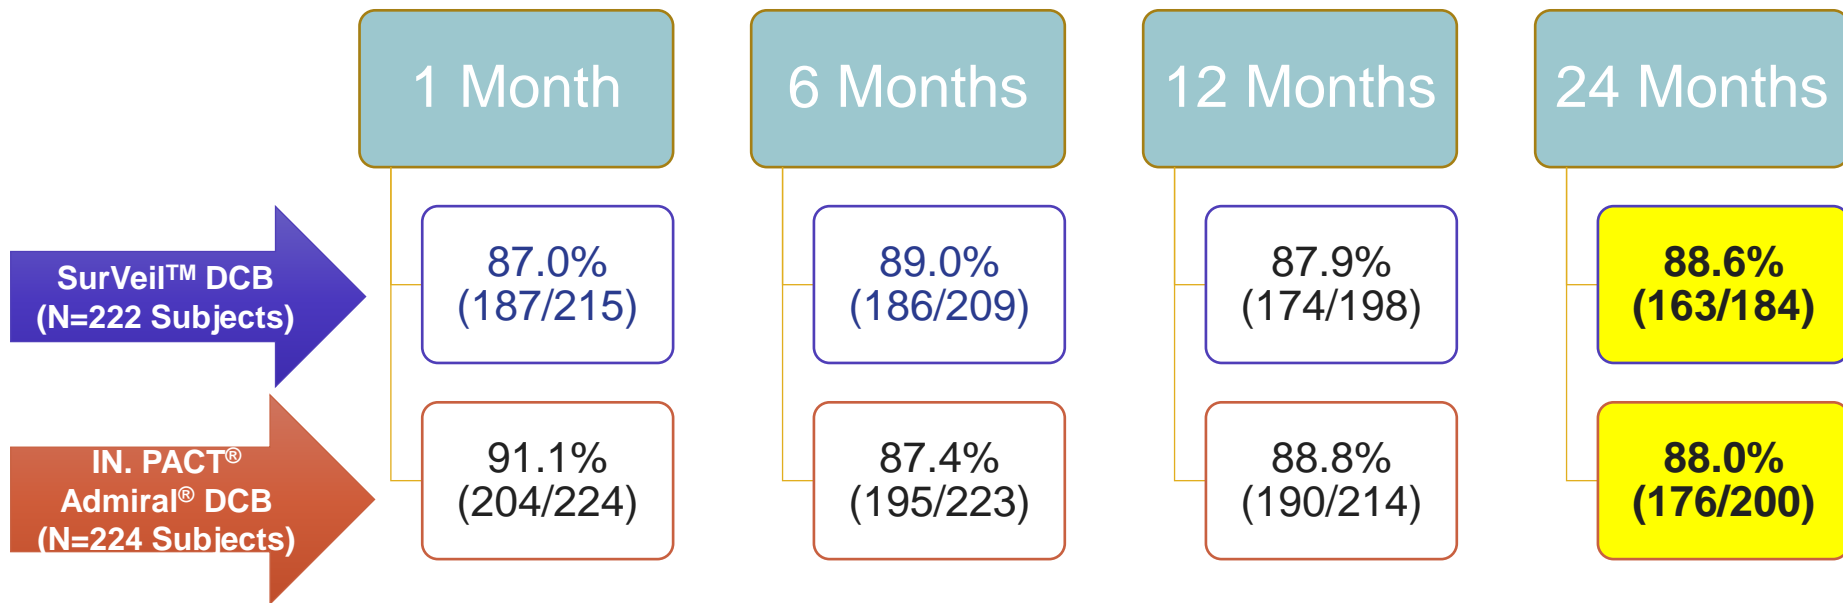 1 Month
6 Months
12 Months
24 Months
SurVeil™ DCB
(N=222 Subjects)
87.0%
(187/215)
89.0%
(186/209)
87.9%
(174/198)
88.6%
(163/184)
IN. PACT®
Admiral® DCB
(N=224 Subjects)
91.1%
(204/224)
87.4%
(195/223)
88.8%
(190/214)
88.0%
(176/200)